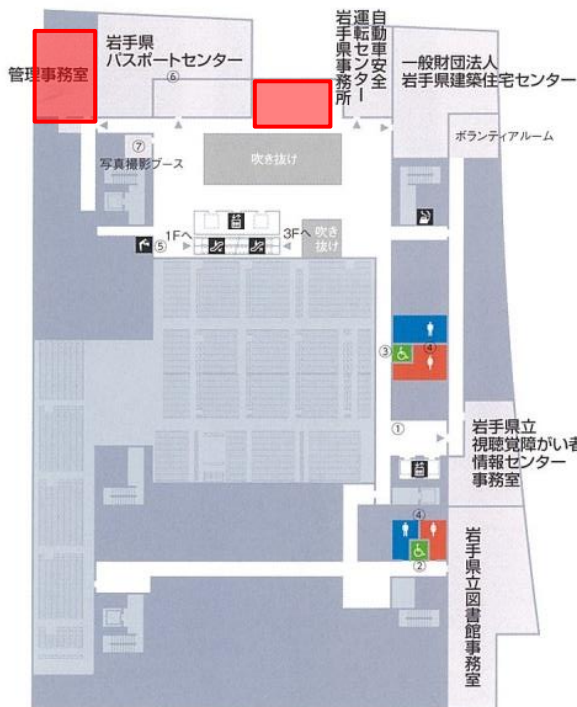 岩手県
パスポートセンター
⑥
管理事務室
自動車安全
運転センター
岩手県事務所
一般財団法人
岩手県建築住宅センター
ボランティアルーム
⑦
写真撮影ブース
吹き抜け
1Fへ
3Fへ
吹き
抜け
⑤
③
④
①
岩手県立
視聴覚障がい者
情報センター
事務室
④
②
岩手県立図書館事務室